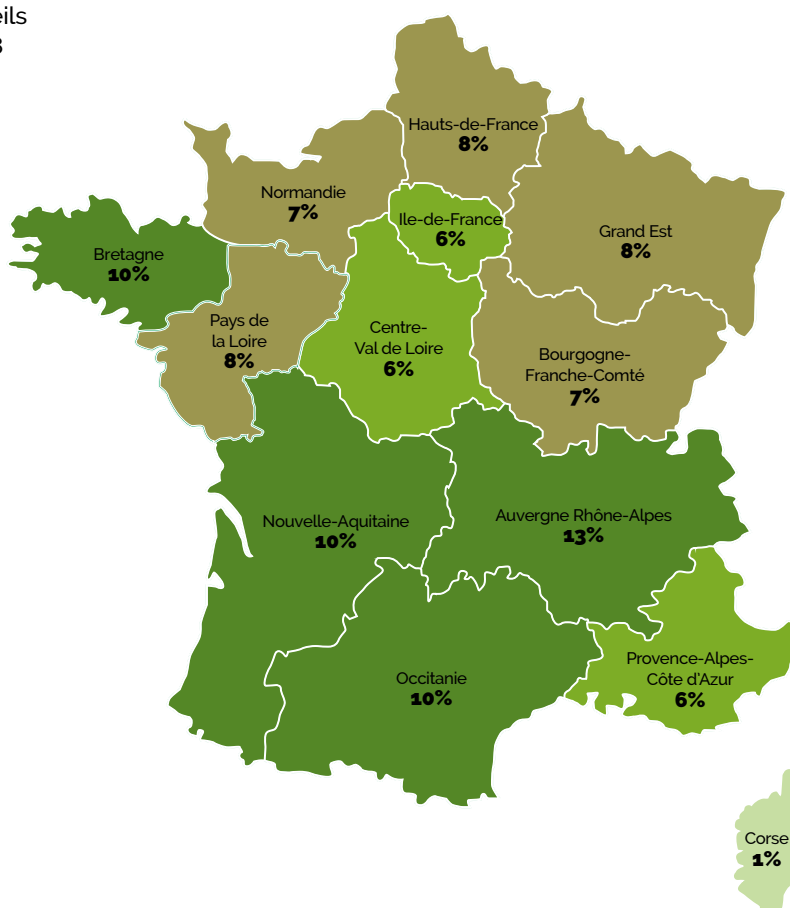 eils
3
Hauts-de-France
8%
Normandie
7%
Ile-de-France
6%
Grand Est
8%
Bretagne
10%
Pays de
la Loire
8%
Centre-
Val de Loire
6%
Bourgogne-
Franche-Comté
7%
Nouvelle-Aquitaine
10%
Auvergne Rhône-Alpes
13%
Occitanie
10%
Provence-Alpes-
Côte d'Azur
6%
Corse
1%